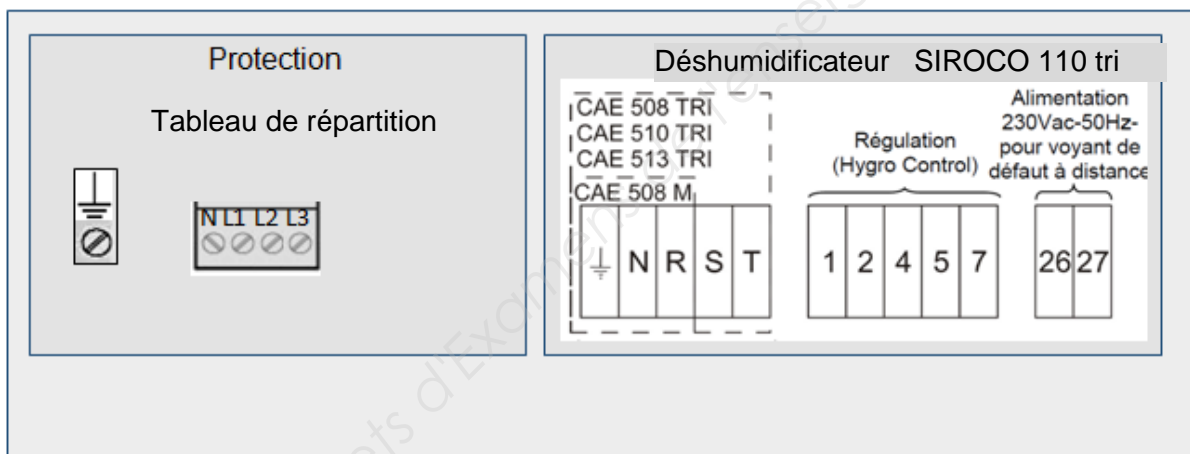 Protection
Tableau de répartition
N L1 L2 L3
Déshumidificateur SIROCO 110 tri
CAE 508 TRI
CAE 510 TRI
CAE 513 TRI
CAE 508 M
N R S T
Régulation
(Hygro Control)
1 2 4 5 7
Alimentation
230Vac-50Hz-
pour voyant de
défaut à distance
26 27